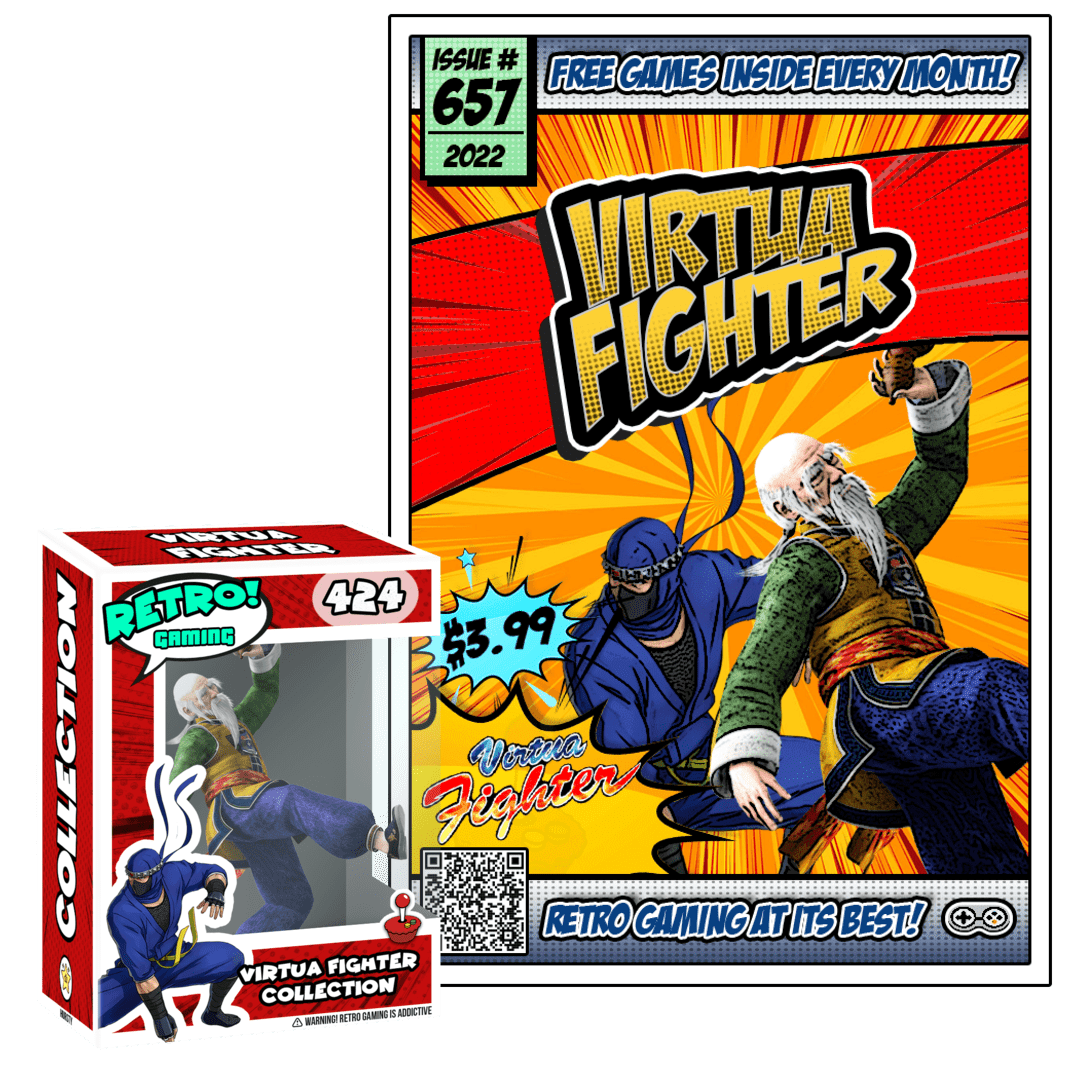 ISSUE #
657
2022
FREE GAMES INSIDE EVERY MONTH!
VIRTUA
FIGHTER
$3.99
Virtua
Fighter
RETRO GAMING AT ITS BEST!
VIRTUA
FIGHTER
COLLECTION
RETRO!
GAMING
424
VIRTUA FIGHTER
COLLECTION
⚠ WARNING! RETRO GAMING IS ADDICTIVE